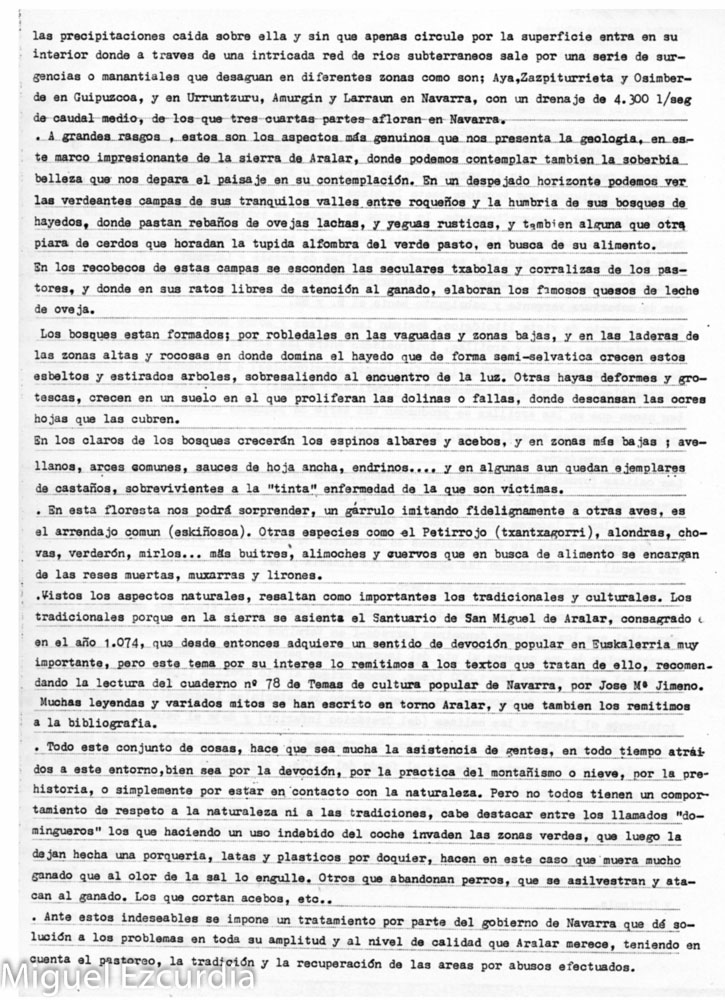 las precipitaciones caida sobre ella y sin que apenas circule por la superficie entra en su
interior donde a traves de una intricada red de rios subterraneos sale por una serie de sur-
gencias o manantiales que desaguan en diferentes zonas como son; Aya,Zazpiturrieta y Osimber-
de en Guipuzcoa, y en Urruntzuru, Amurgin y Larraun en Navarra, con un drenaje de 4.300 l/seg
de caudal medio, de los que tres cuartas partes afloran en Navarra.
. A grandes rasgos , estos son los aspectos más genuinos que nos presenta la geologia, en es-
te marco impresionante de la sierra de Aralar, donde podemos contemplar tambien la soberbia
belleza que nos depara el paisaje en su contemplación. En un despejado horizonte podemos ver
las verdeantes campas de sus tranquilos valles entre roqueños y la humbria de sus bosques de
hayedos, donde pastan rebaños de ovejas lachas, y yeguas rusticas, y tambien alguna que otra
piara de cerdos que horadan la tupida alfombra del verde pasto, en busca de su alimento.
En los recobecos de estas campas se esconden las seculares txabolas y corralizas de los pas-
tores, y donde en sus ratos libres de atención al ganado, elaboran los famosos quesos de leche
de oveja.
Los bosques estan formados; por robledales en las vaguadas y zonas bajas, y en las laderas de
las zonas altas y rocosas en donde domina el hayedo que de forma semi-selvatica crecen estos
esbeltos y estirados arboles, sobresaliendo al encuentro de la luz. Otras hayas deformes y gro-
tescas, crecen en un suelo en el que proliferan las dolinas o fallas, donde descansan las ocres
hojas que las cubren.
En los claros de los bosques crecerán los espinos albares y acebos, y en zonas más bajas ; ave-
llanos, arces comunes, sauces de hoja ancha, endrinos.... y en algunas aun quedan ejemplares
de castaños, sobrevivientes a la "tinta" enfermedad de la que son victimas.
. En esta floresta nos podrá sorprender, un gárrulo imitando fidelignamente a otras aves, es
el arrendajo comun (eskiñosoa). Otras especies como el Petirrojo (txantxagorri), alondras, cho-
vas, verderón, mirlos... más buitres, alimoches y cuervos que en busca de alimento se encargan
de las reses muertas, muxarras y lirones.
.Vistos los aspectos naturales, resaltan como importantes los tradicionales y culturales. Los
tradicionales porque en la sierra se asienta el Santuario de San Miguel de Aralar, consagrado
en el año 1.074, que desde entonces adquiere un sentido de devoción popular en Euskalerria muy
importante, pero este tema por su interes lo remitimos a los textos que tratan de ello, recomen-
dando la lectura del cuaderno nº 78 de Temas de cultura popular de Navarra, por Jose Mª Jimeno.
Muchas leyendas y variados mitos se han escrito en torno Aralar, y que tambien los remitimos
a la bibliografia.
. Todo este conjunto de cosas, hace que sea mucha la asistencia de gentes, en todo tiempo atrai-
dos a este entorno,bien sea por la devoción, por la practica del montañismo o nieve, por la pre-
historia, o simplemente por estar en contacto con la naturaleza. Pero no todos tienen un compor-
tamiento de respeto a la naturaleza ni a las tradiciones, cabe destacar entre los llamados "do-
mingueros" los que haciendo un uso indebido del coche invaden las zonas verdes, que luego la
dejan hecha una porqueria, latas y plasticos por doquier, hacen en este caso que muera mucho
ganado que al olor de la sal lo engulle. Otros que abandonan perros, que se asilvestran y ata-
can al ganado. Los que cortan acebos, etc..
. Ante estos indeseables se impone un tratamiento por parte del gobierno de Navarra que dé so-
lución a los problemas en toda su amplitud y al nivel de calidad que Aralar merece, teniendo en
cuenta el pastoreo, la tradición y la recuperación de las areas por abusos efectuados.
Miguel Ezcurdia